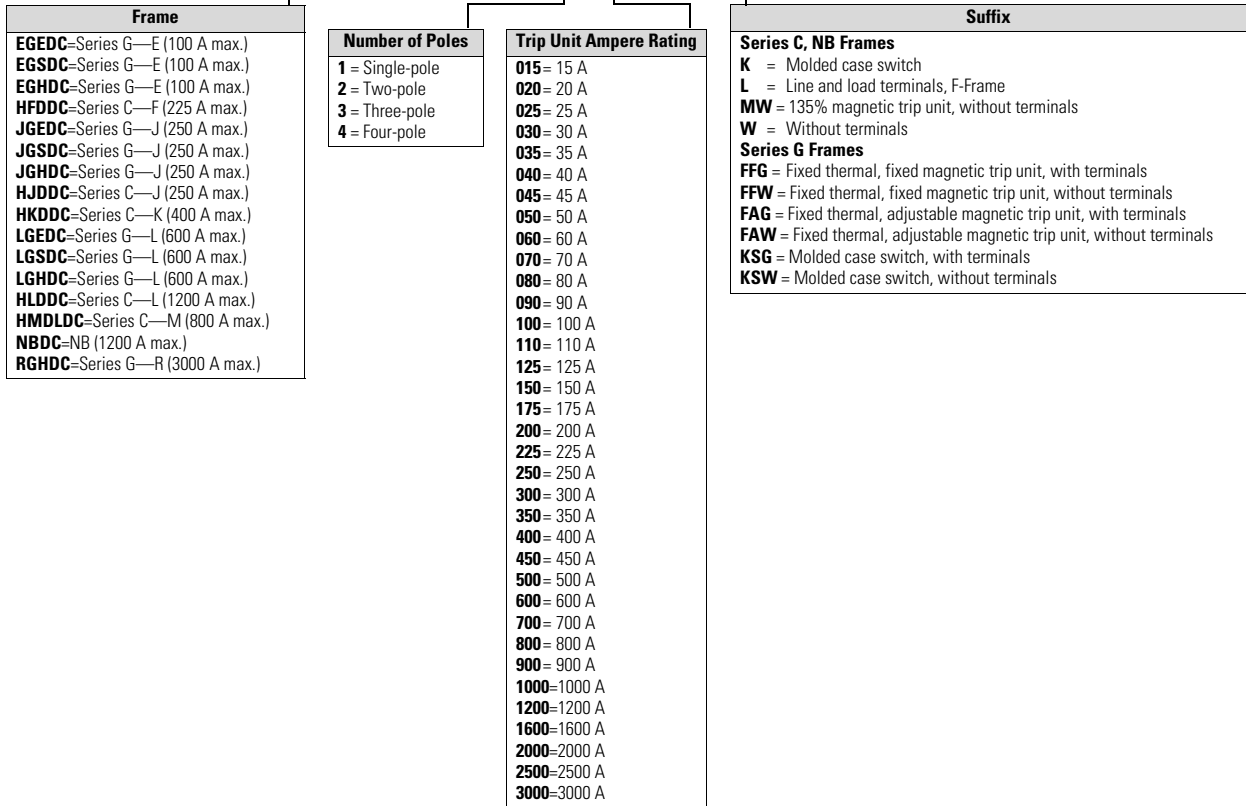 Frame
EGEDC=Series G—E (100 A max.)
EGSDC=Series G—E (100 A max.)
EGHDC=Series G—E (100 A max.)
HFDDC=Series C—F (225 A max.)
JGEDC=Series G—J (250 A max.)
JGSDC=Series G—J (250 A max.)
JGHDC=Series G—J (250 A max.)
HJDDC=Series C—J (250 A max.)
HKDDC=Series C—K (400 A max.)
LGEDC=Series G—L (600 A max.)
LGSDC=Series G—L (600 A max.)
LGHDC=Series G—L (600 A max.)
HLDDC=Series C—L (1200 A max.)
HMDLDC=Series C—M (800 A max.)
NBDC=NB (1200 A max.)
RGHDC=Series G—R (3000 A max.)
Number of Poles
1 = Single-pole
2 = Two-pole
3 = Three-pole
4 = Four-pole
Trip Unit Ampere Rating
015 = 15 A
020 = 20 A
025 = 25 A
030 = 30 A
035 = 35 A
040 = 40 A
045 = 45 A
050 = 50 A
060 = 60 A
070 = 70 A
080 = 80 A
090 = 90 A
100 = 100 A
110 = 110 A
125 = 125 A
150 = 150 A
175 = 175 A
200 = 200 A
225 = 225 A
250 = 250 A
300 = 300 A
350 = 350 A
400 = 400 A
450 = 450 A
500 = 500 A
600 = 600 A
700 = 700 A
800 = 800 A
900 = 900 A
1000=1000 A
1200=1200 A
1600=1600 A
2000=2000 A
2500=2500 A
3000=3000 A
Suffix
Series C, NB Frames
K = Molded case switch
L = Line and load terminals, F-Frame
MW = 135% magnetic trip unit, without terminals
W = Without terminals
Series G Frames
FFG = Fixed thermal, fixed magnetic trip unit, with terminals
FFW = Fixed thermal, fixed magnetic trip unit, without terminals
FAG = Fixed thermal, adjustable magnetic trip unit, with terminals
FAW = Fixed thermal, adjustable magnetic trip unit, without terminals
KSG = Molded case switch, with terminals
KSW = Molded case switch, without terminals